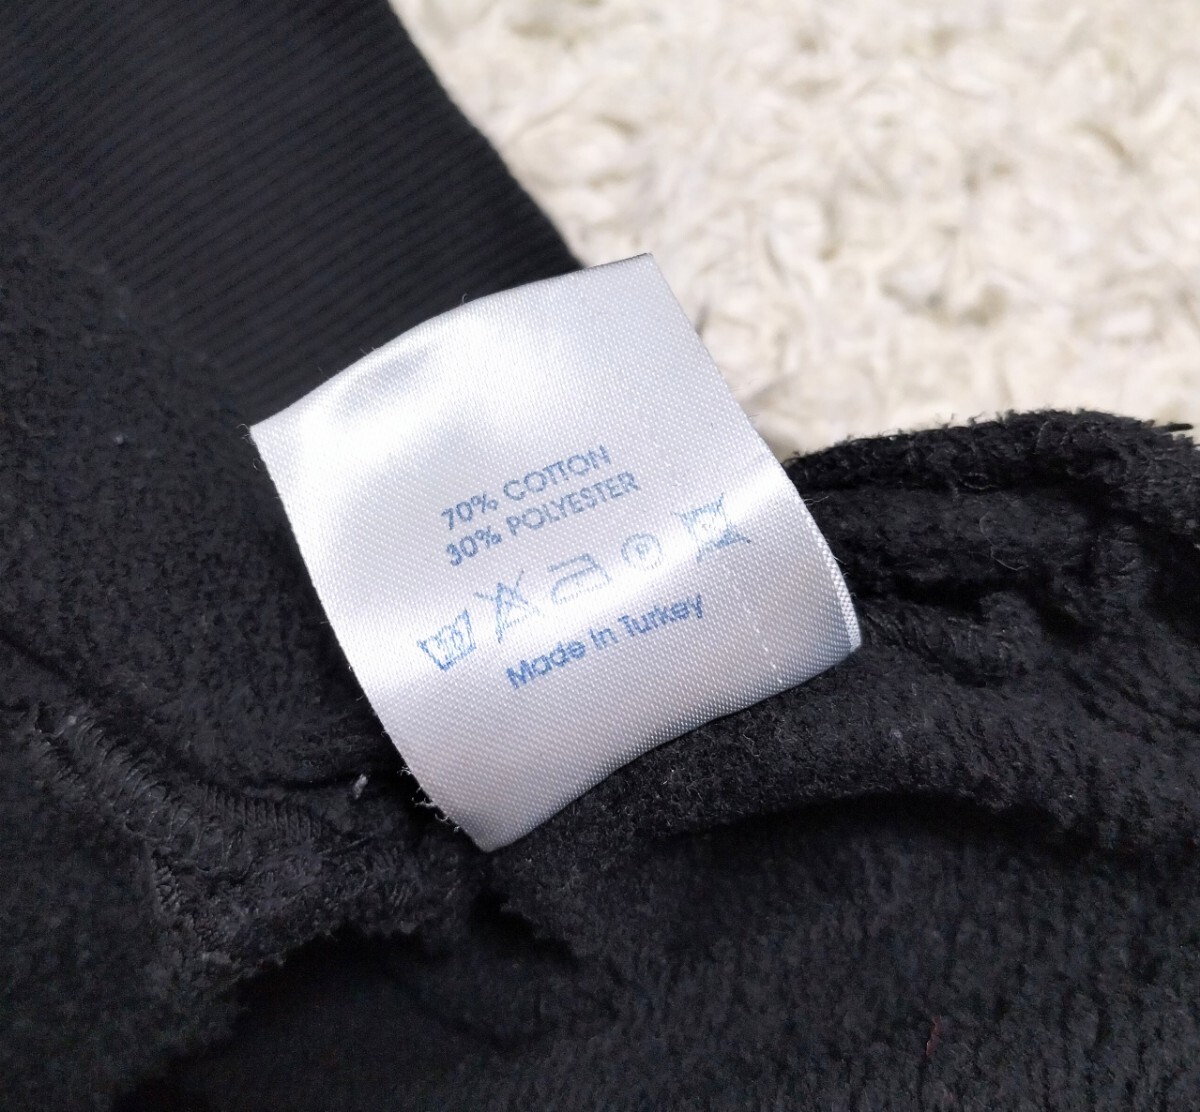 70% COTTON
30% POLYESTER
P
Made in Turkey